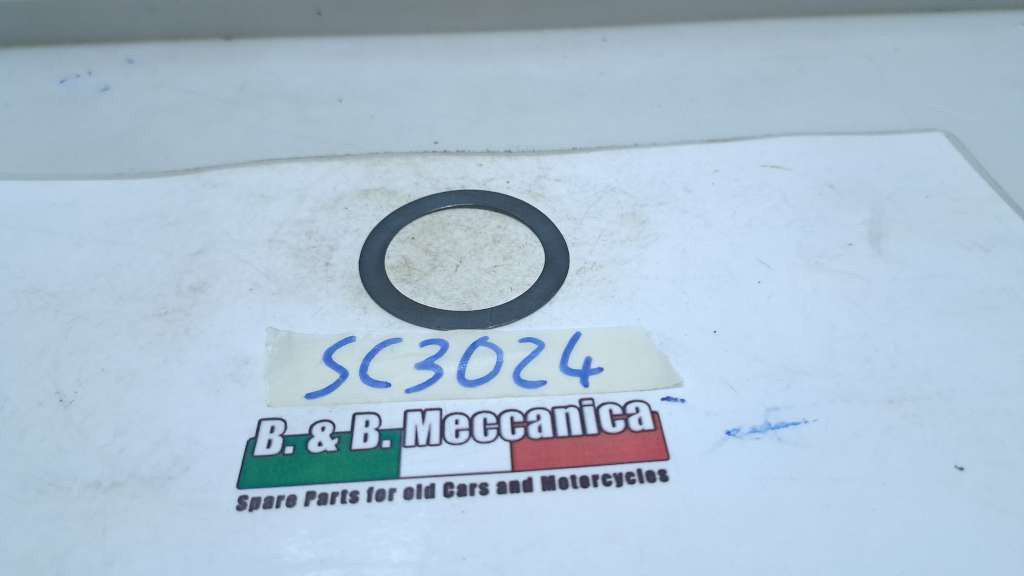 SC3024
B. & B. Meccanica
Spare Parts for old Cars and Motorcycles